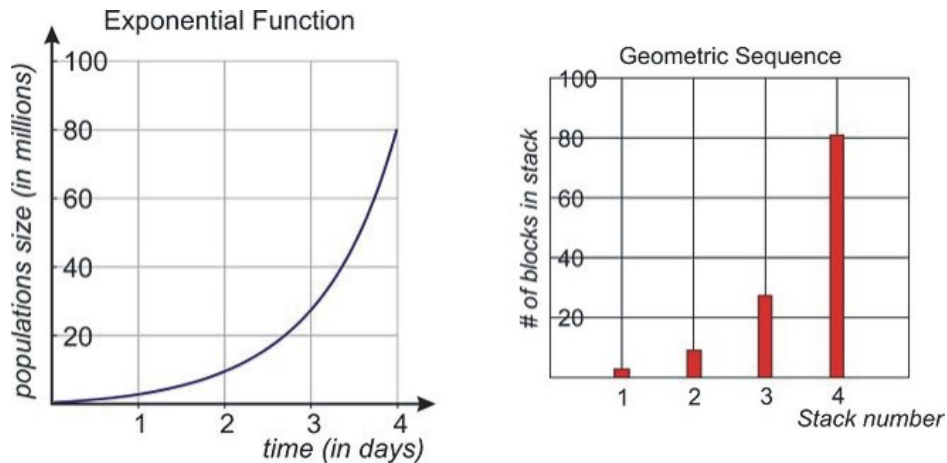 Exponential Function
populations size (in millions)
100
80
60
40
20
1 2 3 4
time (in days)
Geometric Sequence
# of blocks in stack
100
80
60
40
20
1 2 3 4
Stack number